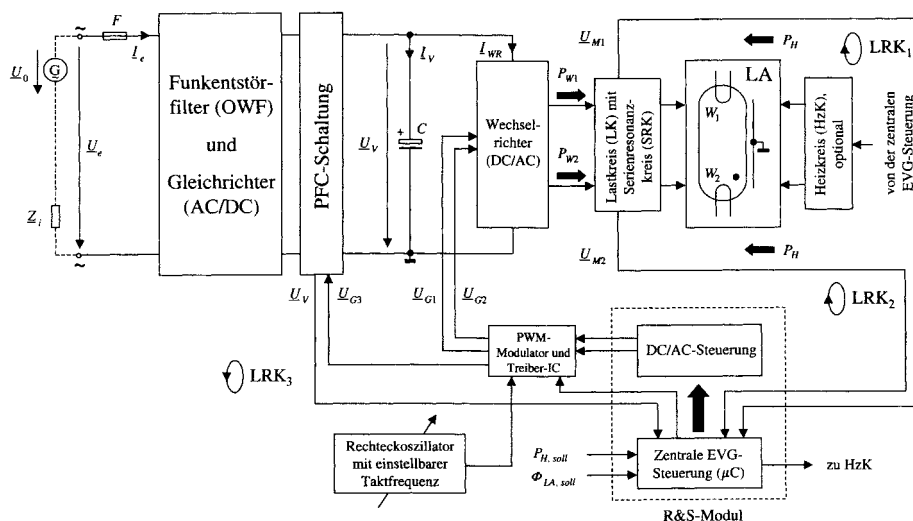 U_0
G
Z_i
~
~
F
I_e
U_e
Funkentstör-
filter (OWF)
und
Gleichrichter
(AC/DC)
PFC-Schaltung
I_V
U_V
+
C
I_WR
Wechsel-
richter
(DC/AC)
P_W1
P_W2
U_M1
Lastkreis (LK) mit
Serienresonanz-
kreis (SRK)
U_M2
P_H
LRK_1
LA
W_1
W_2
Heizkreis (HzK),
optional
von der zentralen
EVG-Steuerung
P_H
LRK_2
U_V
U_G3
U_G1
U_G2
LRK_3
PWM-
Modulator und
Treiber-IC
DC/AC-Steuerung
Rechteckoszillator
mit einstellbarer
Taktfrequenz
P_H, soll
Φ_LA, soll
Zentrale EVG-
Steuerung (μC)
zu HzK
R&S-Modul